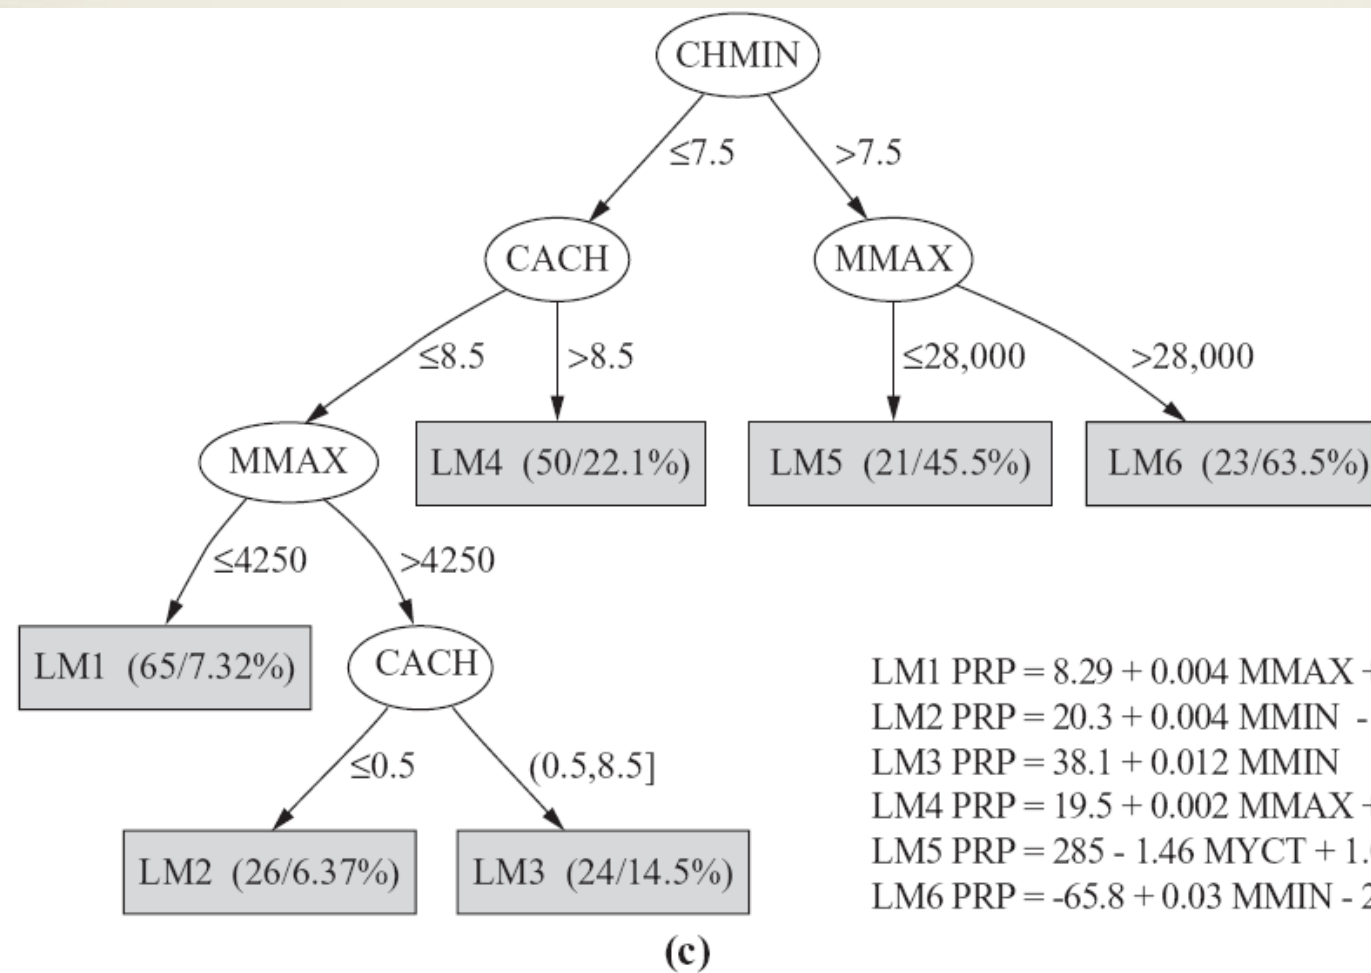 CHMIN
≤7.5 >7.5
CACH MMAX
≤8.5 >8.5 ≤28,000 >28,000
MMAX LM4 (50/22.1%) LM5 (21/45.5%) LM6 (23/63.5%)
≤4250 >4250
LM1 (65/7.32%) CACH
≤0.5 (0.5,8.5]
LM2 (26/6.37%) LM3 (24/14.5%)
LM1 PRP = 8.29 + 0.004 MMAX +
LM2 PRP = 20.3 + 0.004 MMIN -
LM3 PRP = 38.1 + 0.012 MMIN
LM4 PRP = 19.5 + 0.002 MMAX +
LM5 PRP = 285 - 1.46 MYCT + 1.
LM6 PRP = -65.8 + 0.03 MMIN - 2
(c)